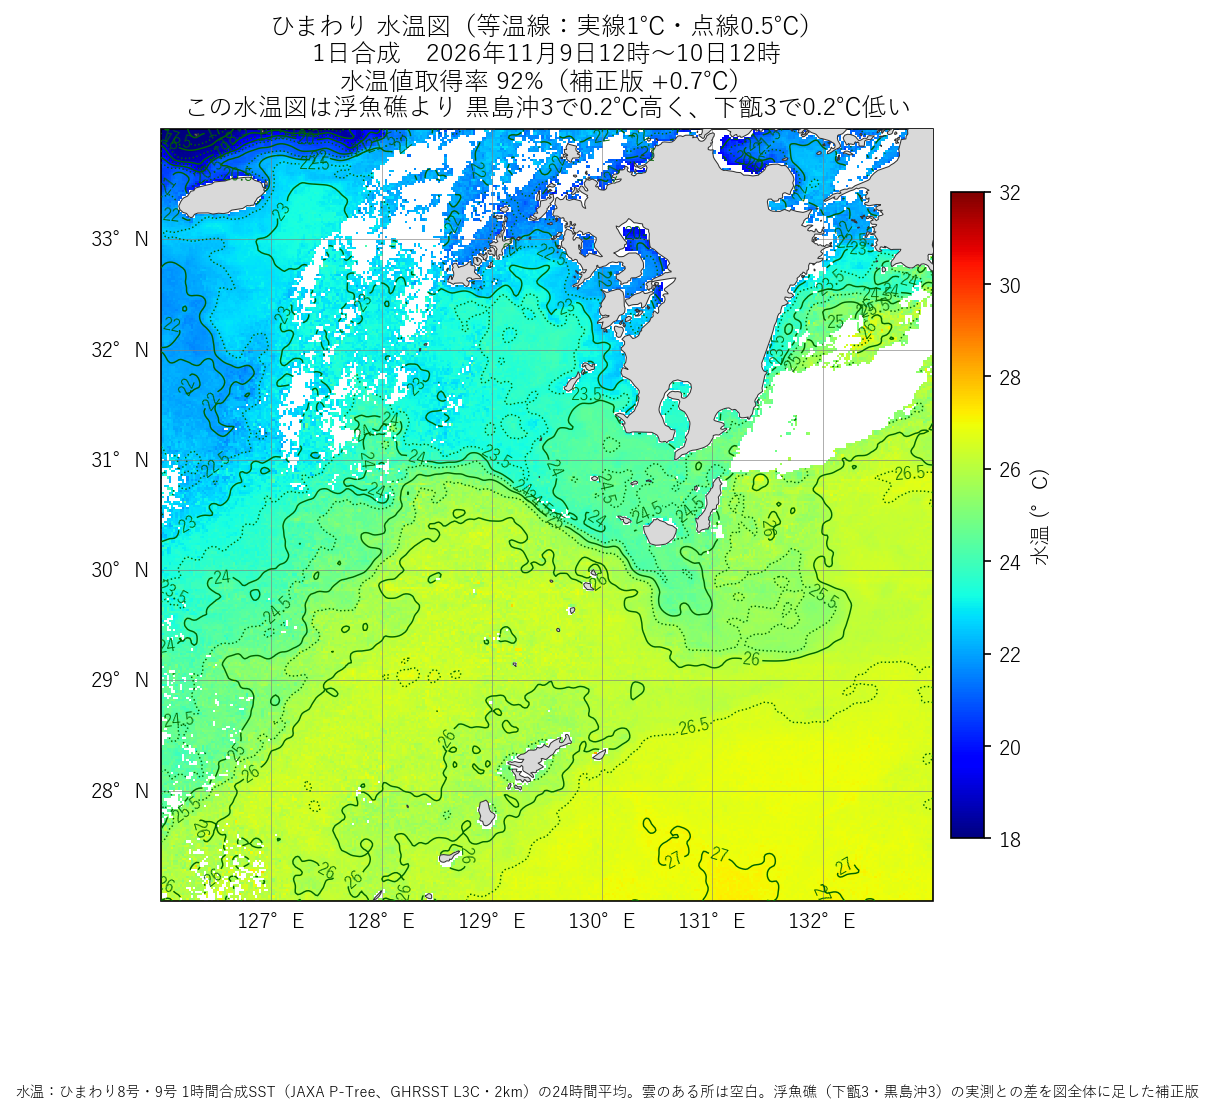 ひまわり 水温図（等温線：実線1℃・点線0.5℃）
1日合成　2026年11月9日12時～10日12時
水温値取得率 92%（補正版 +0.7℃）
この水温図は浮魚礁より 黒島沖3で0.2℃高く、下甑3で0.2℃低い
33° N
32° N
31° N
30° N
29° N
28° N
127° E
128° E
129° E
130° E
131° E
132° E
32
30
28
26
24
22
20
18
水温 (° C)
水温：ひまわり8号・9号 1時間合成SST（JAXA P-Tree、GHRSST L3C・2km）の24時間平均。雲のある所は空白。浮魚礁（下甑3・黒島沖3）の実測との差を図全体に足した補正版